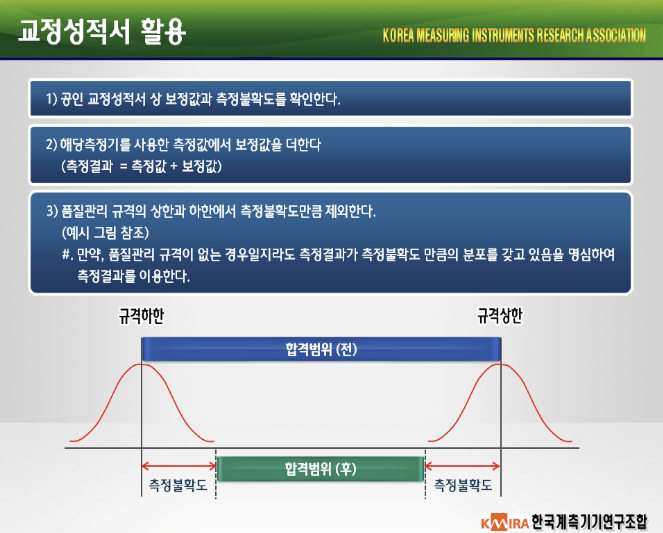 교정성적서 활용
KOREA MEASURING INSTRUMENTS RESEARCH ASSOCIATION
1) 공인 교정성적서 상 보정값과 측정불확도를 확인한다.
2) 해당측정기를 사용한 측정값에서 보정값을 더한다
(측정결과 = 측정값 + 보정값)
3) 품질관리 규격의 상한과 하한에서 측정불확도만큼 제외한다.
(예시 그림 참조)
#. 만약, 품질관리 규격이 없는 경우일지라도 측정결과가 측정불확도 만큼의 분포를 갖고 있음을 명심하여
측정결과를 이용한다.
규격하한
규격상한
합격범위 (전)
합격범위 (후)
측정불확도
측정불확도
KMIRA 한국계측기기연구조합